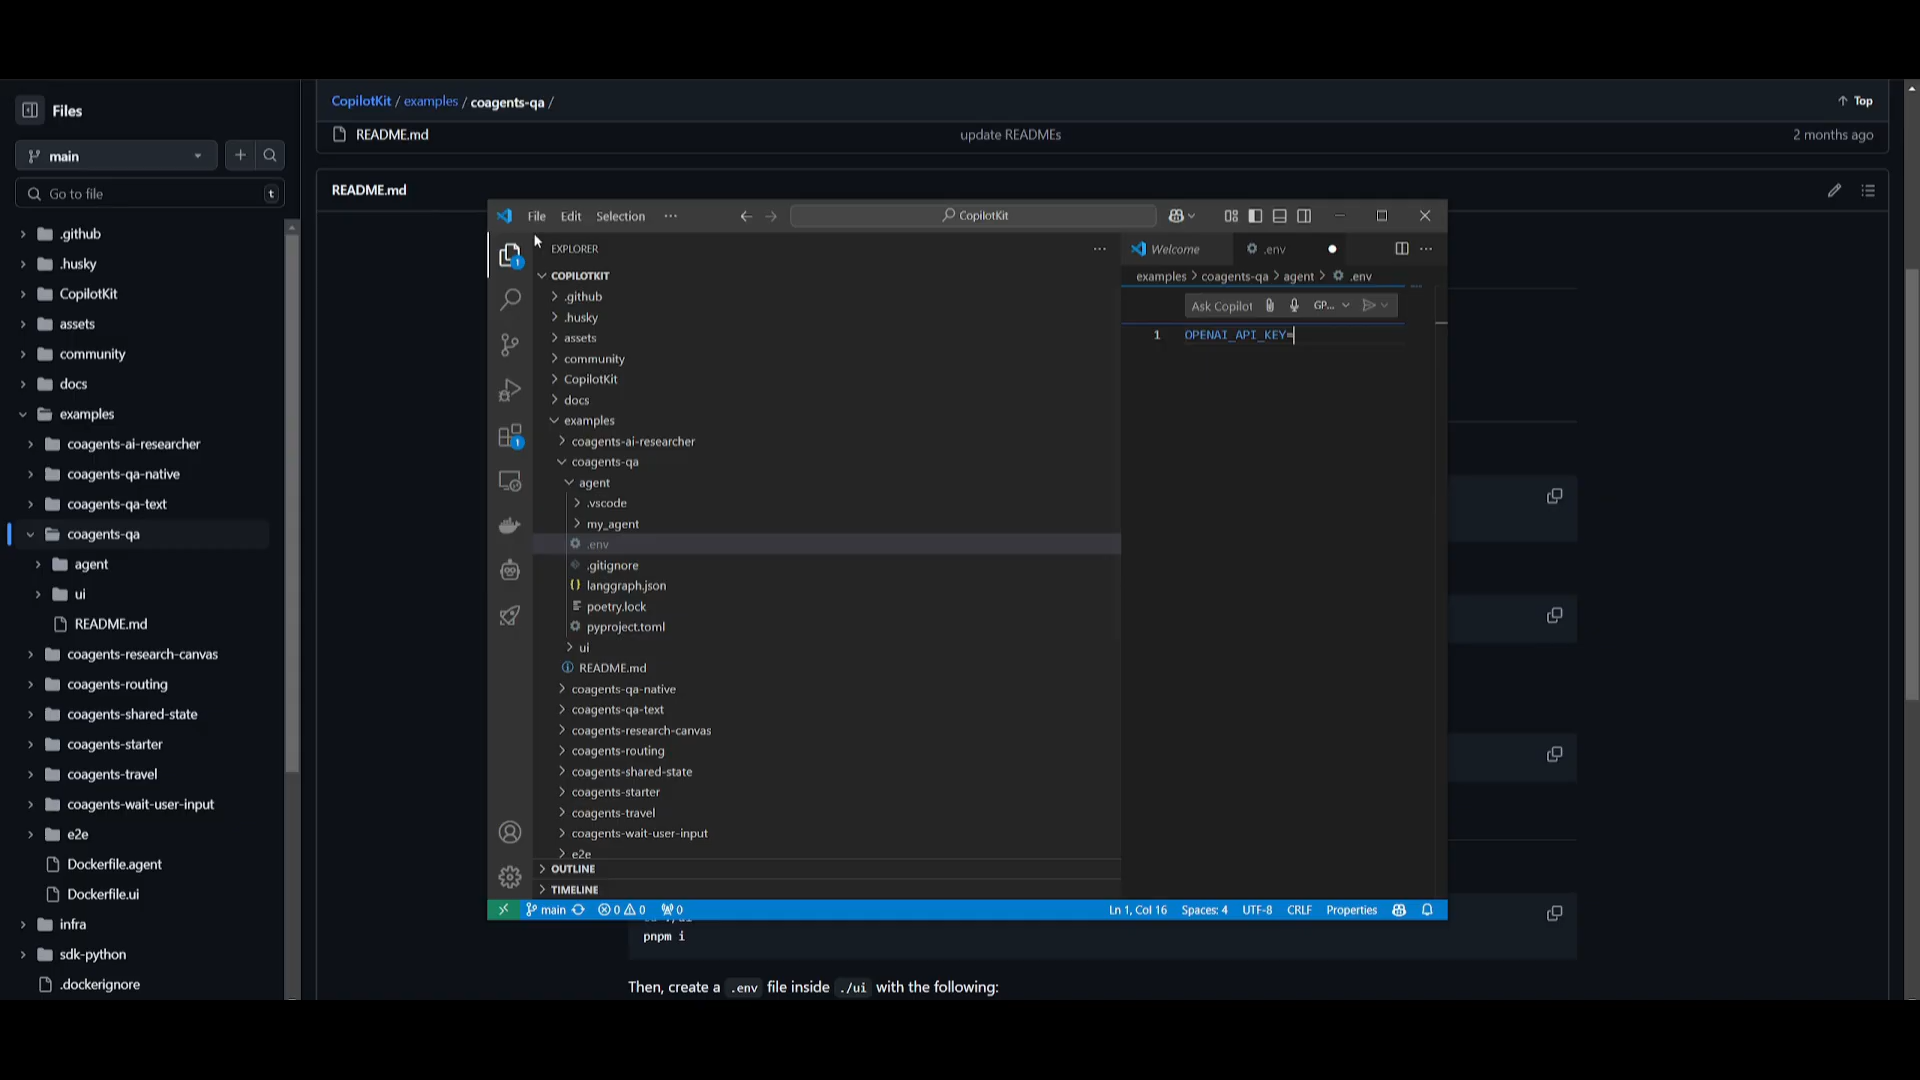 Files
main
Go to file
t
.github
.husky
CopilotKit
assets
community
docs
examples
coagents-ai-researcher
coagents-qa-native
coagents-qa-text
coagents-qa
agent
ui
README.md
coagents-research-canvas
coagents-routing
coagents-shared-state
coagents-starter
coagents-travel
coagents-wait-user-input
e2e
Dockerfile.agent
Dockerfile.ui
infra
sdk-python
.dockerignore
CopilotKit / examples / coagents-qa /
Top
README.md update READMEs 2 months ago
README.md
File Edit Selection ··· CopilotKit
EXPLORER
COPILOTKIT
.github
.husky
assets
community
CopilotKit
docs
examples
coagents-ai-researcher
coagents-qa
agent
.vscode
my_agent
.env
.gitignore
langgraph.json
poetry.lock
pyproject.toml
ui
README.md
coagents-qa-native
coagents-qa-text
coagents-research-canvas
coagents-routing
coagents-shared-state
coagents-starter
coagents-travel
coagents-wait-user-input
e2e
OUTLINE
TIMELINE
Welcome .env
examples > coagents-qa > agent > .env
Ask Copilot GP...
1 OPENAI_API_KEY=
main 0 0 0 Ln 1, Col 16 Spaces: 4 UTF-8 CRLF Properties
pnpm i
Then, create a .env file inside ./ui with the following: